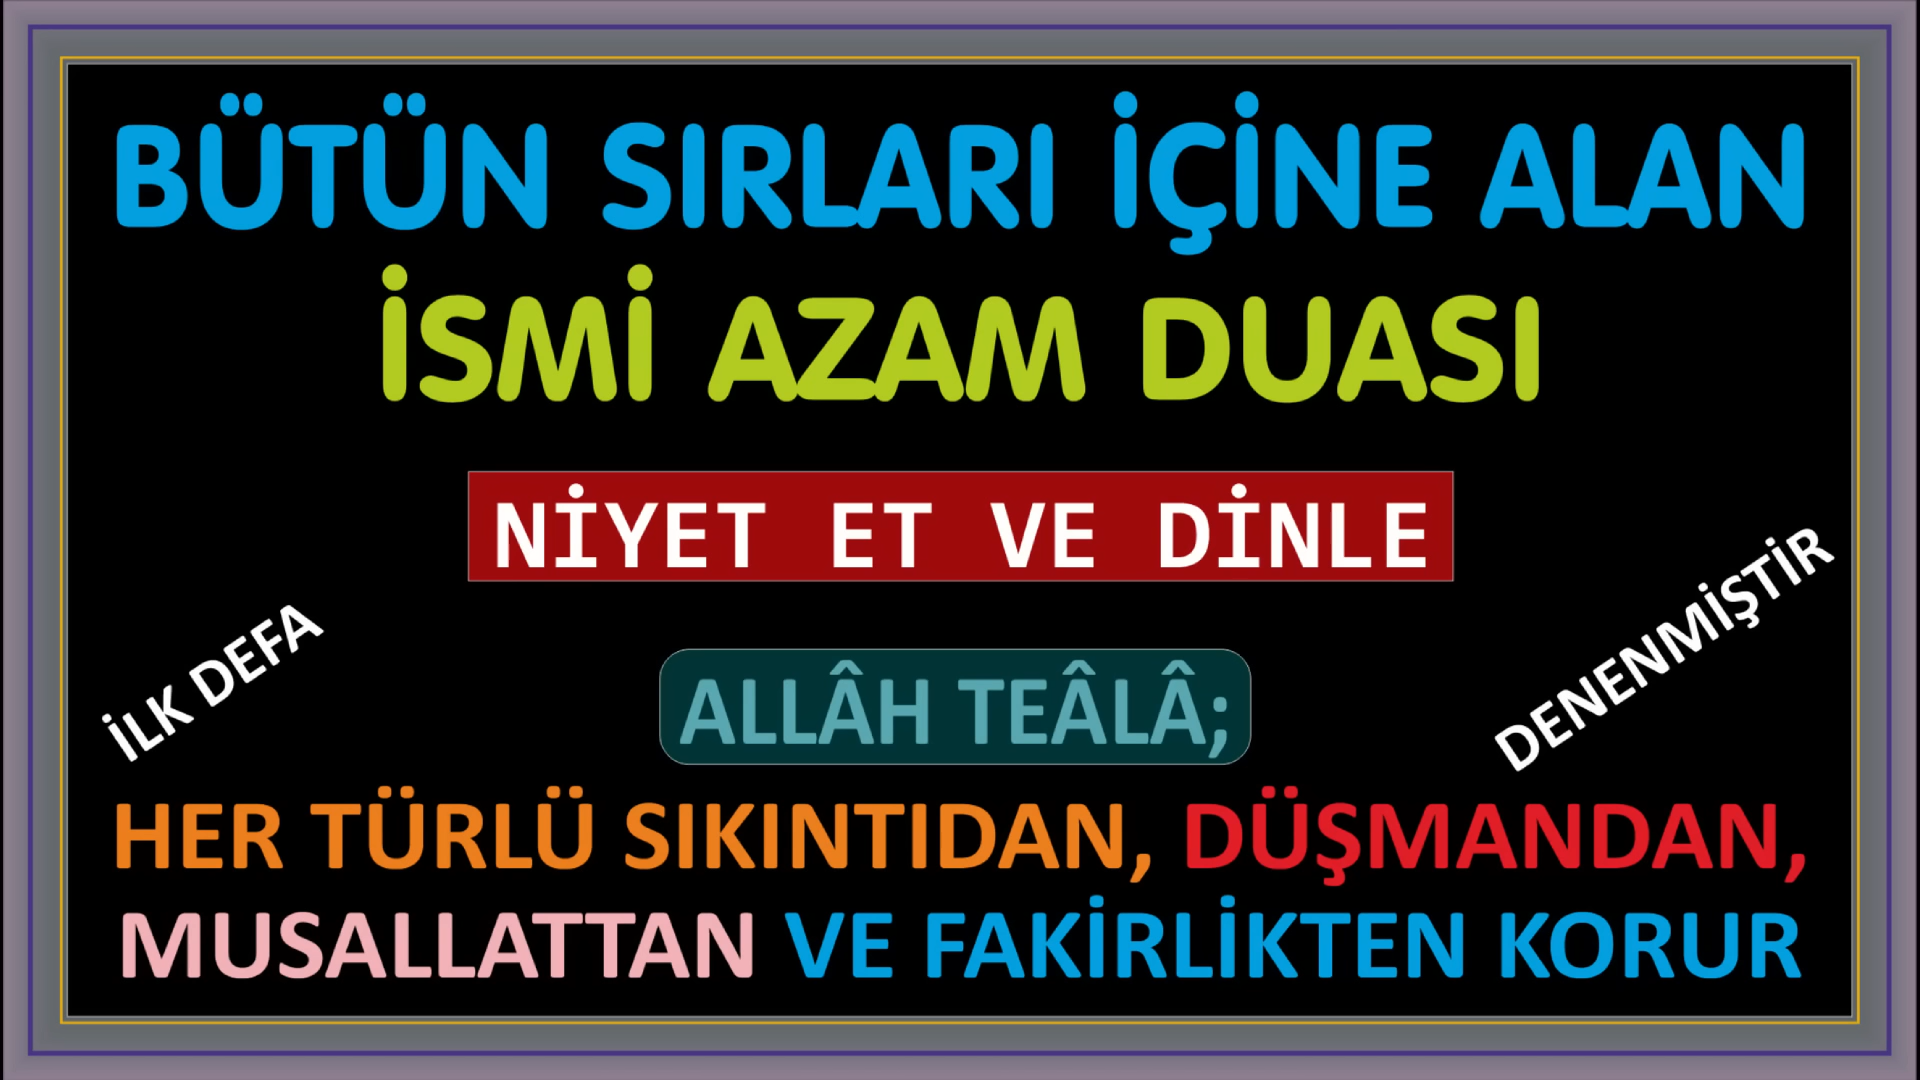 BÜTÜN SIRLARI İÇİNE ALAN
İSMİ AZAM DUASI
NİYET ET VE DİNLE
İLK DEFA
DENENMİŞTİR
ALLÂH TEÂLÂ;
HER TÜRLÜ SIKINTIDAN, DÜŞMANDAN,
MUSALLATTAN VE FAKİRLİKTEN KORUR